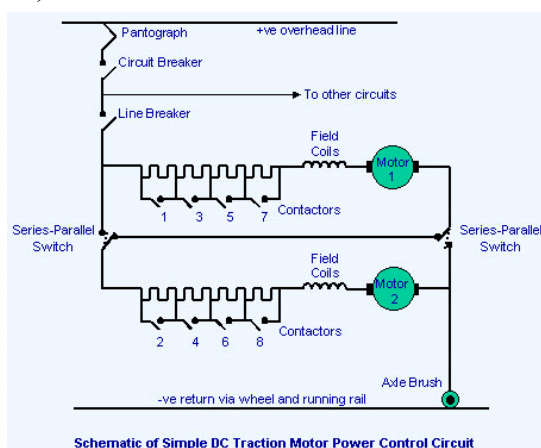 Pantograph
+ve overhead line
Circuit Breaker
To other circuits
Line Breaker
Field
Coils
Motor
1
1 3 5 7
Contactors
Series-Parallel
Switch
Series-Parallel
Switch
Field
Coils
Motor
2
2 4 6 8
Contactors
Axle Brush
-ve return via wheel and running rail
Schematic of Simple DC Traction Motor Power Control Circuit